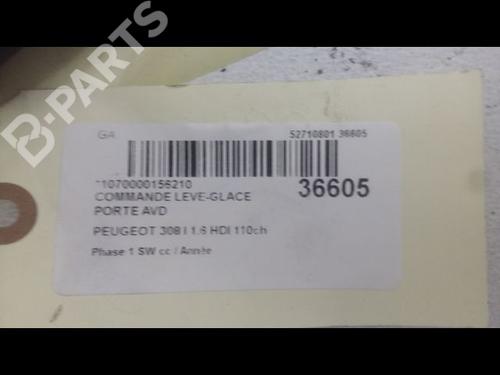 B-PARTS
GA
52710801 36605
*1070000156210
36605
COMMANDE LEVE-GLACE
PORTE AVD
PEUGEOT 308 I 1.6 HDI 110ch
Phase 1 SW cc / Année